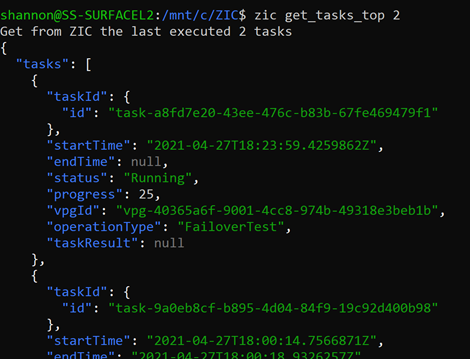 shannon@SS-SURFACEL2:/mnt/c/ZIC$ zic get_tasks_top 2
Get from ZIC the last executed 2 tasks
{
  "tasks": [
    {
      "taskId": {
        "id": "task-a8fd7e20-43ee-476c-b83b-67fe469479f1"
      },
      "startTime": "2021-04-27T18:23:59.4259862Z",
      "endTime": null,
      "status": "Running",
      "progress": 25,
      "vpgId": "vpg-40365a6f-9001-4cc8-974b-49318e3beb1b",
      "operationType": "FailoverTest",
      "taskResult": null
    },
    {
      "taskId": {
        "id": "task-9a0eb8cf-b895-4d04-84f9-19c92d400b98"
      },
      "startTime": "2021-04-27T18:00:14.7566871Z",
      "endTime": "2021-04-27T18:00:18.9326257Z",